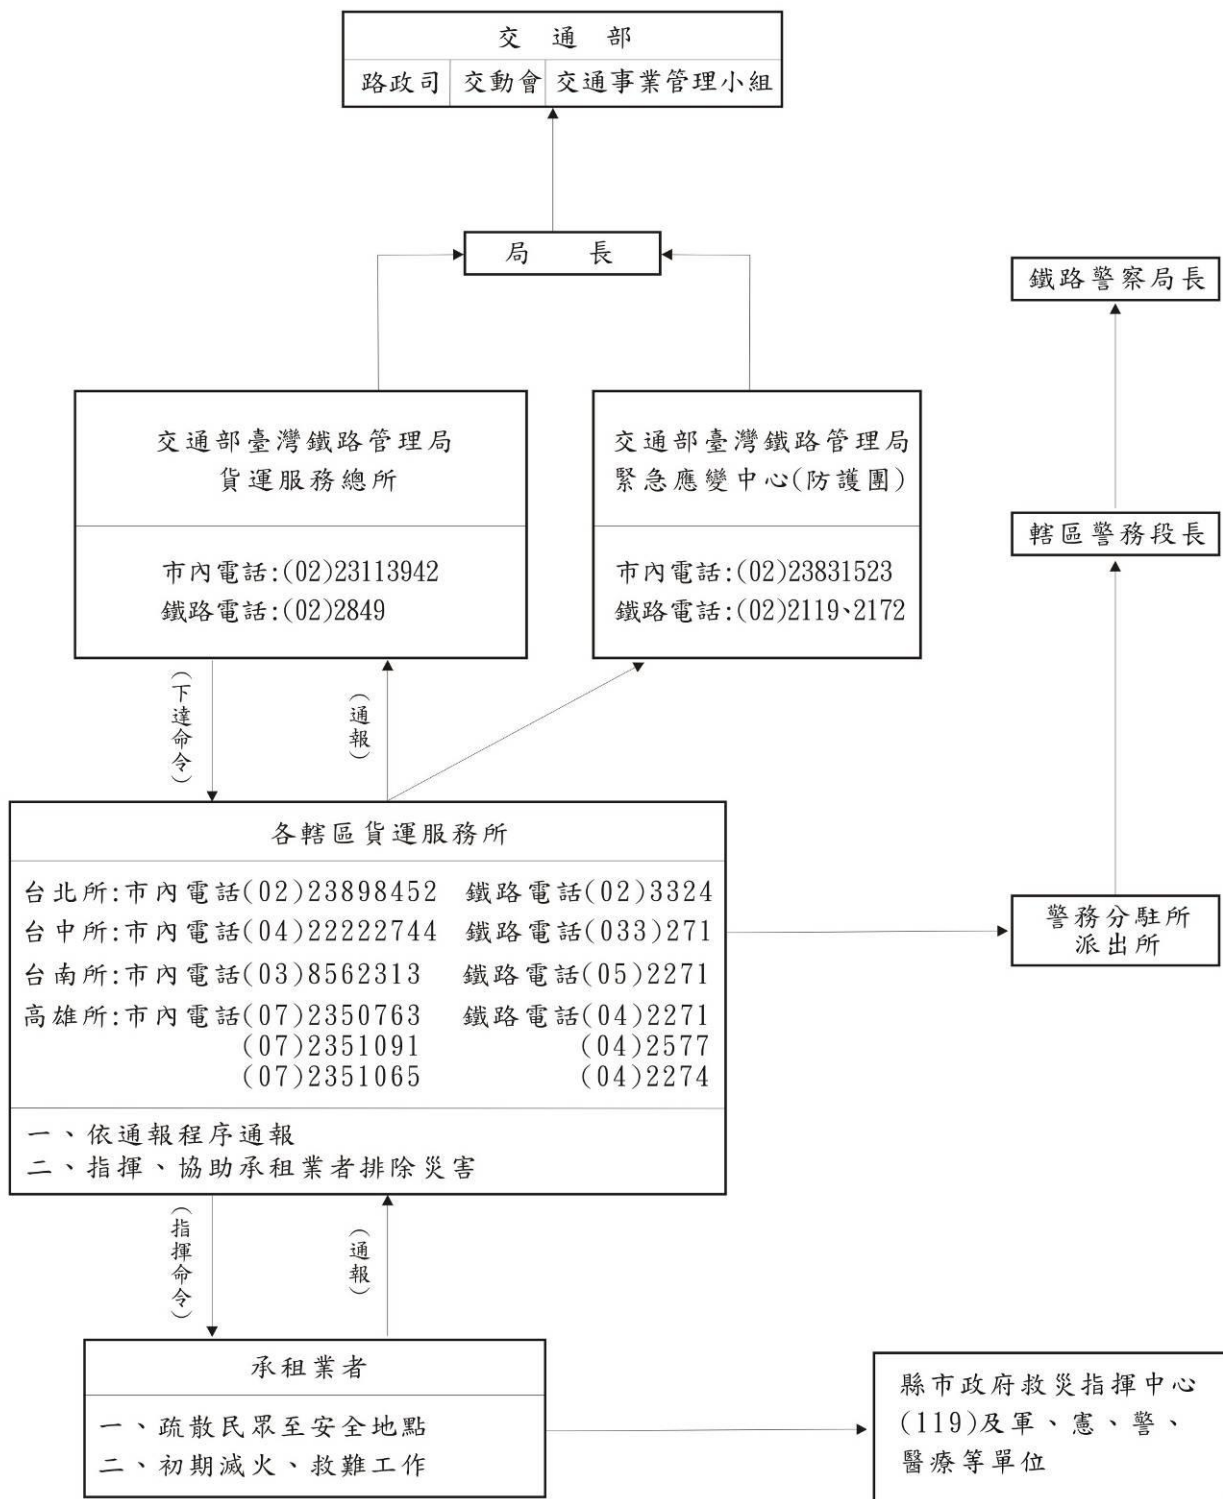 交通部
路政司 交動會 交通事業管理小組
局長
鐵路警察局長
交通部臺灣鐵路管理局
貨運服務總所
市內電話:(02)23113942
鐵路電話:(02)2849
交通部臺灣鐵路管理局
緊急應變中心(防護團)
市內電話:(02)23831523
鐵路電話:(02)2119、2172
轄區警務段長
(下達命令)
(通報)
各轄區貨運服務所
台北所:市內電話(02)23898452 鐵路電話(02)3324
台中所:市內電話(04)22222744 鐵路電話(033)271
台南所:市內電話(03)8562313 鐵路電話(05)2271
高雄所:市內電話(07)2350763 鐵路電話(04)2271
(07)2351091 (04)2577
(07)2351065 (04)2274
一、依通報程序通報
二、指揮、協助承租業者排除災害
警務分駐所
派出所
(指揮命令)
(通報)
承租業者
一、疏散民眾至安全地點
二、初期滅火、救難工作
縣市政府救災指揮中心
(119)及軍、憲、警、
醫療等單位